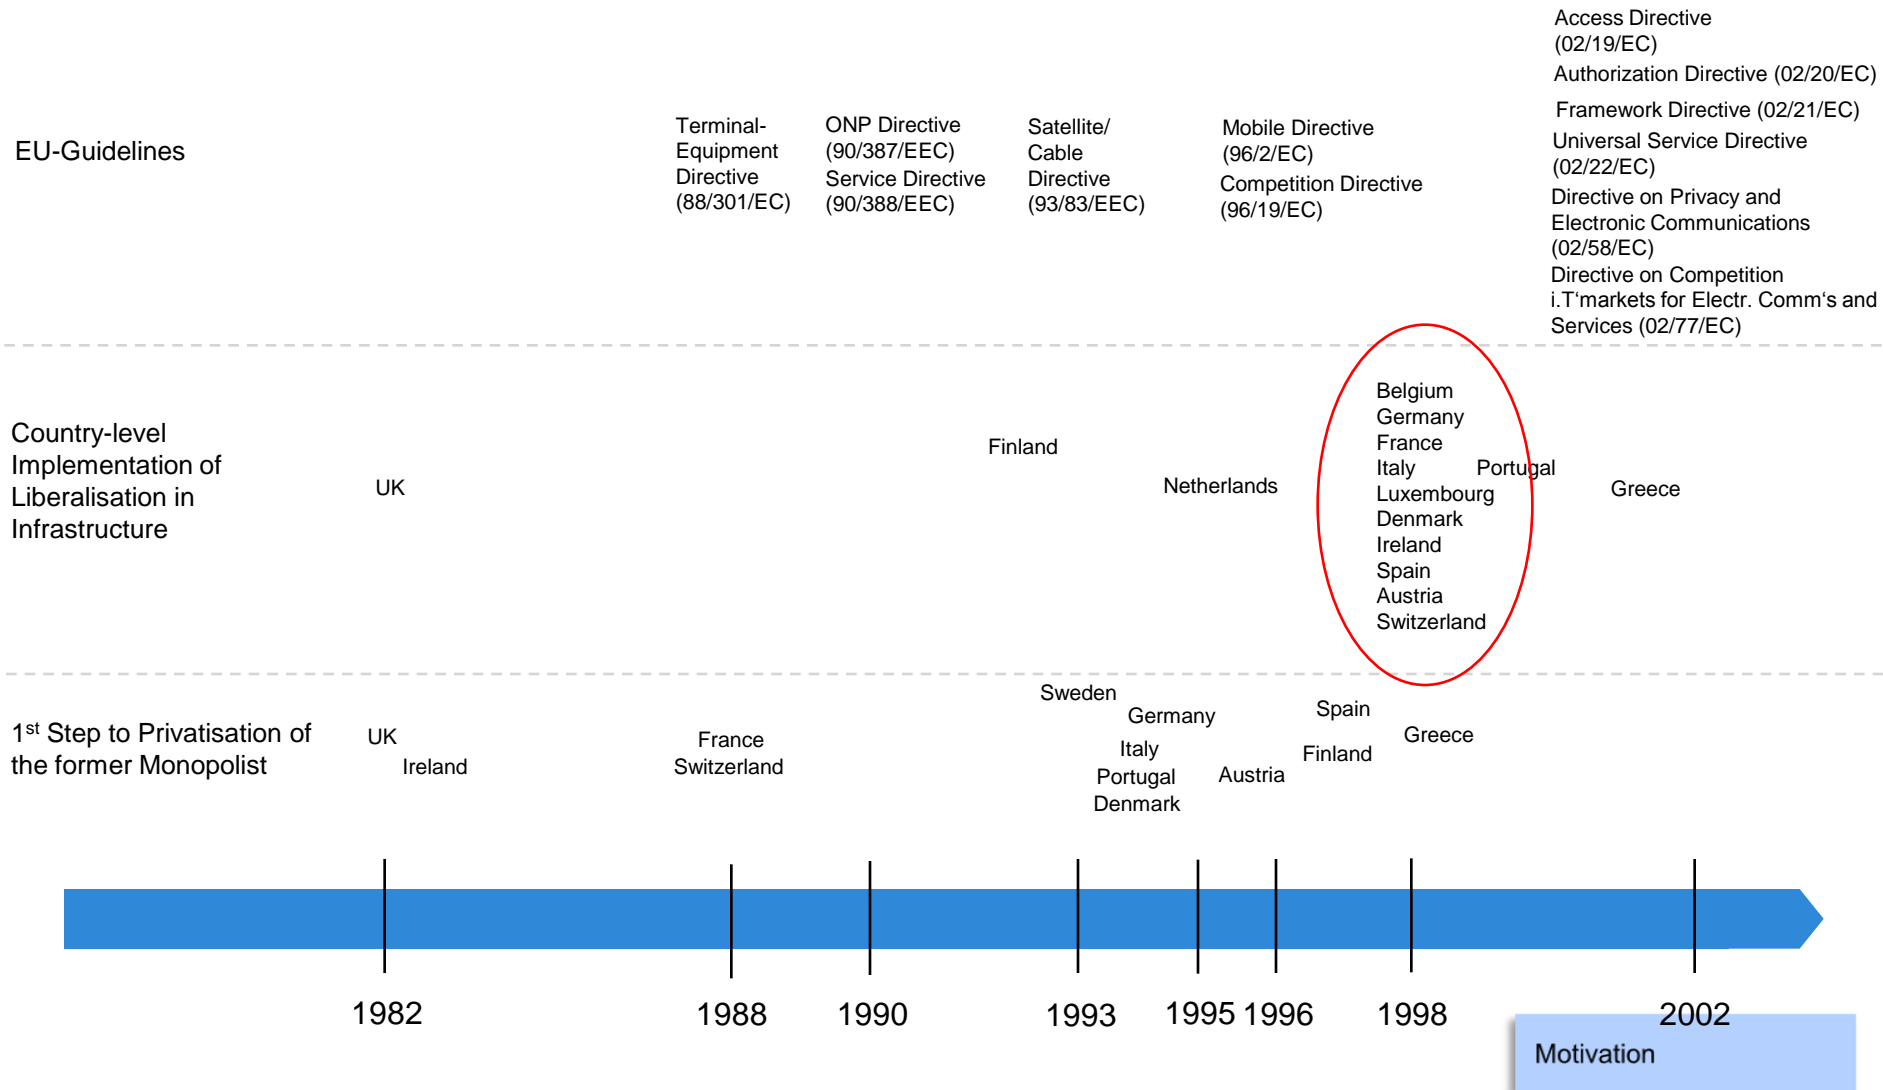 EU-Guidelines
Terminal-
Equipment
Directive
(88/301/EC)
ONP Directive
(90/387/EEC)
Service Directive
(90/388/EEC)
Satellite/
Cable
Directive
(93/83/EEC)
Mobile Directive
(96/2/EC)
Competition Directive
(96/19/EC)
Access Directive
(02/19/EC)
Authorization Directive (02/20/EC)
Framework Directive (02/21/EC)
Universal Service Directive
(02/22/EC)
Directive on Privacy and
Electronic Communications
(02/58/EC)
Directive on Competition
i.T‘markets for Electr. Comm‘s and
Services (02/77/EC)
Country-level
Implementation of
Liberalisation in
Infrastructure
UK
Finland
Netherlands
Belgium
Germany
France
Italy
Luxembourg
Denmark
Ireland
Spain
Austria
Switzerland
Portugal
Greece
1st Step to Privatisation of
the former Monopolist
UK
Ireland
France
Switzerland
Sweden
Germany
Italy
Portugal
Denmark
Austria
Spain
Finland
Greece
1982
1988
1990
1993
1995
1996
1998
2002
Motivation